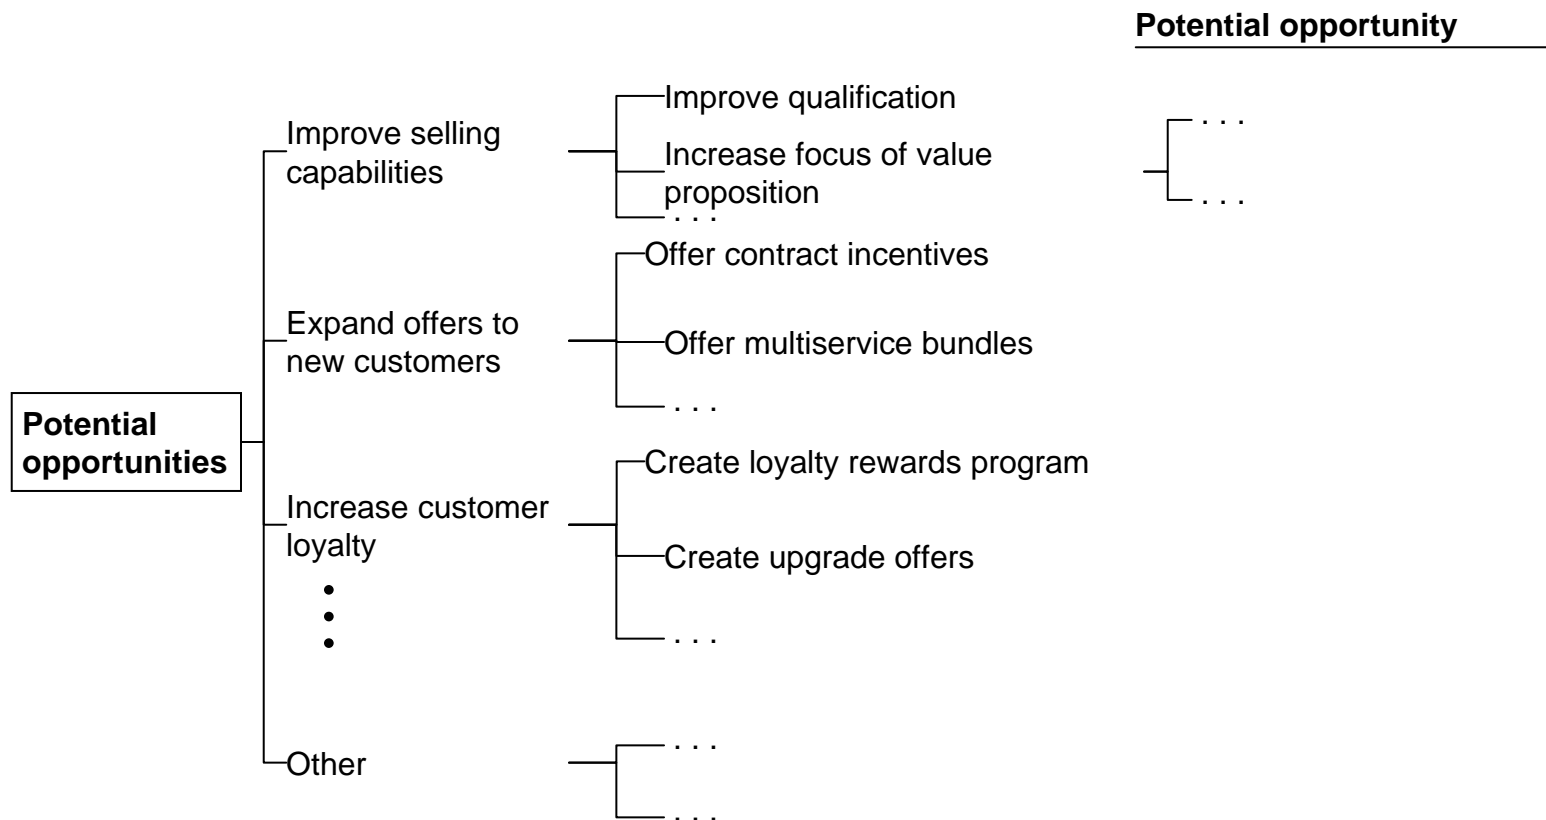 Potential opportunity
Improve qualification
Improve selling
capabilities
Increase focus of value
proposition
. . .
. . .
. . .
Offer contract incentives
Expand offers to
new customers
Offer multiservice bundles
. . .
Potential
opportunities
Create loyalty rewards program
Increase customer
loyalty
Create upgrade offers
. . .
Other
. . .
. . .